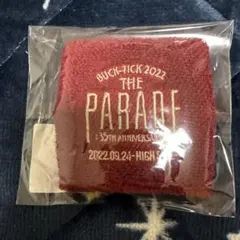 BUCK-TICK 2022
THE
PARADE
35TH ANNIVERSARY
2022.09.24-HIGH